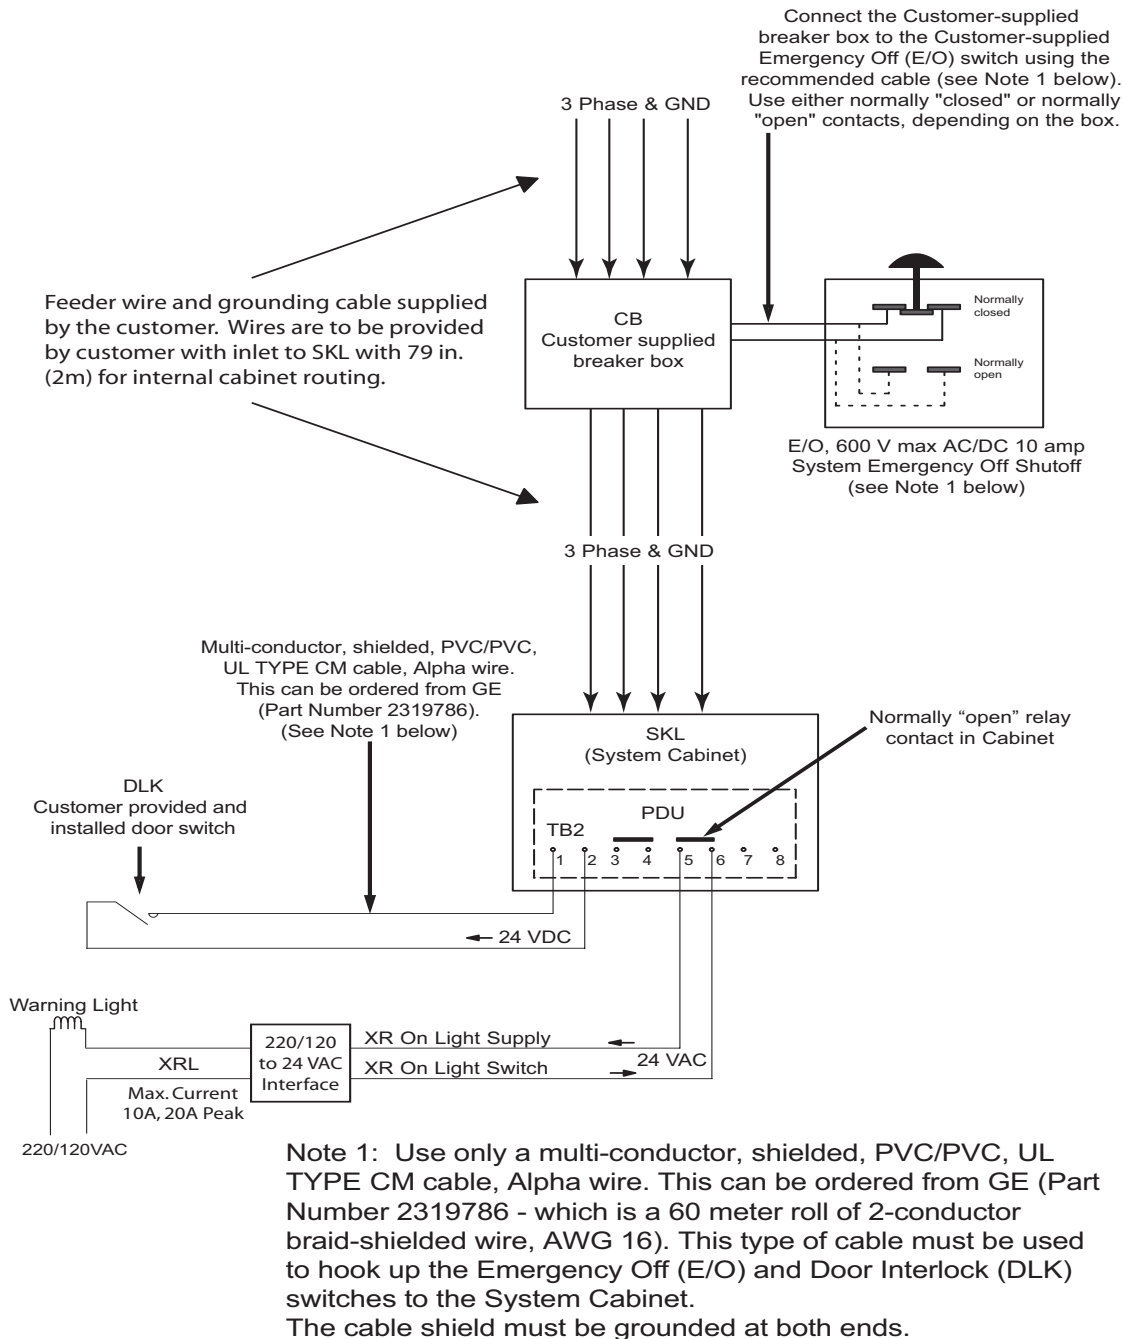 Connect the Customer-supplied
breaker box to the Customer-supplied
Emergency Off (E/O) switch using the
recommended cable (see Note 1 below).
Use either normally "closed" or normally
"open" contacts, depending on the box.
3 Phase & GND
Feeder wire and grounding cable supplied
by the customer. Wires are to be provided
by customer with inlet to SKL with 79 in.
(2m) for internal cabinet routing.
CB
Customer supplied
breaker box
Normally
closed
Normally
open
E/O, 600 V max AC/DC 10 amp
System Emergency Off Shutoff
(see Note 1 below)
3 Phase & GND
Multi-conductor, shielded, PVC/PVC,
UL TYPE CM cable, Alpha wire.
This can be ordered from GE
(Part Number 2319786).
(See Note 1 below)
SKL
(System Cabinet)
Normally “open” relay
contact in Cabinet
PDU
TB2
1 2 3 4 5 6 7 8
DLK
Customer provided and
installed door switch
24 VDC
Warning Light
XRL
Max. Current
10A, 20A Peak
220/120VAC
220/120
to 24 VAC
Interface
XR On Light Supply
XR On Light Switch
24 VAC
Note 1: Use only a multi-conductor, shielded, PVC/PVC, UL
TYPE CM cable, Alpha wire. This can be ordered from GE (Part
Number 2319786 - which is a 60 meter roll of 2-conductor
braid-shielded wire, AWG 16). This type of cable must be used
to hook up the Emergency Off (E/O) and Door Interlock (DLK)
switches to the System Cabinet.
The cable shield must be grounded at both ends.